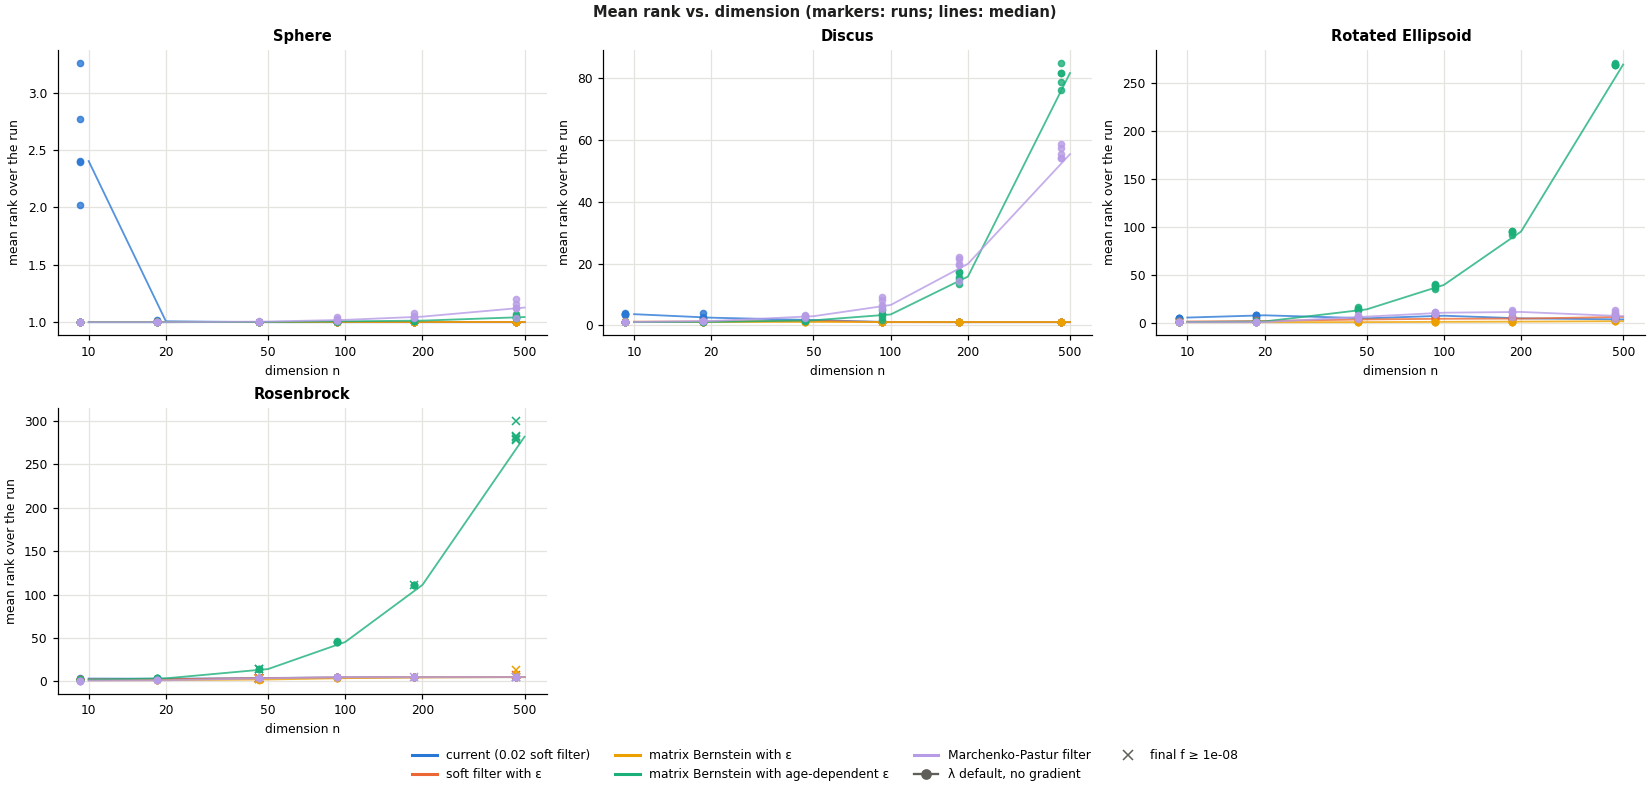 Mean rank vs. dimension (markers: runs; lines: median)
Sphere
mean rank over the run
3.0
2.5
2.0
1.5
1.0
10 20 50 100 200 500
dimension n
Discus
mean rank over the run
80
60
40
20
0
10 20 50 100 200 500
dimension n
Rotated Ellipsoid
mean rank over the run
250
200
150
100
50
0
10 20 50 100 200 500
dimension n
Rosenbrock
mean rank over the run
300
250
200
150
100
50
0
10 20 50 100 200 500
dimension n
current (0.02 soft filter)
soft filter with ε
matrix Bernstein with ε
matrix Bernstein with age-dependent ε
Marchenko-Pastur filter
λ default, no gradient
final f ≥ 1e-08